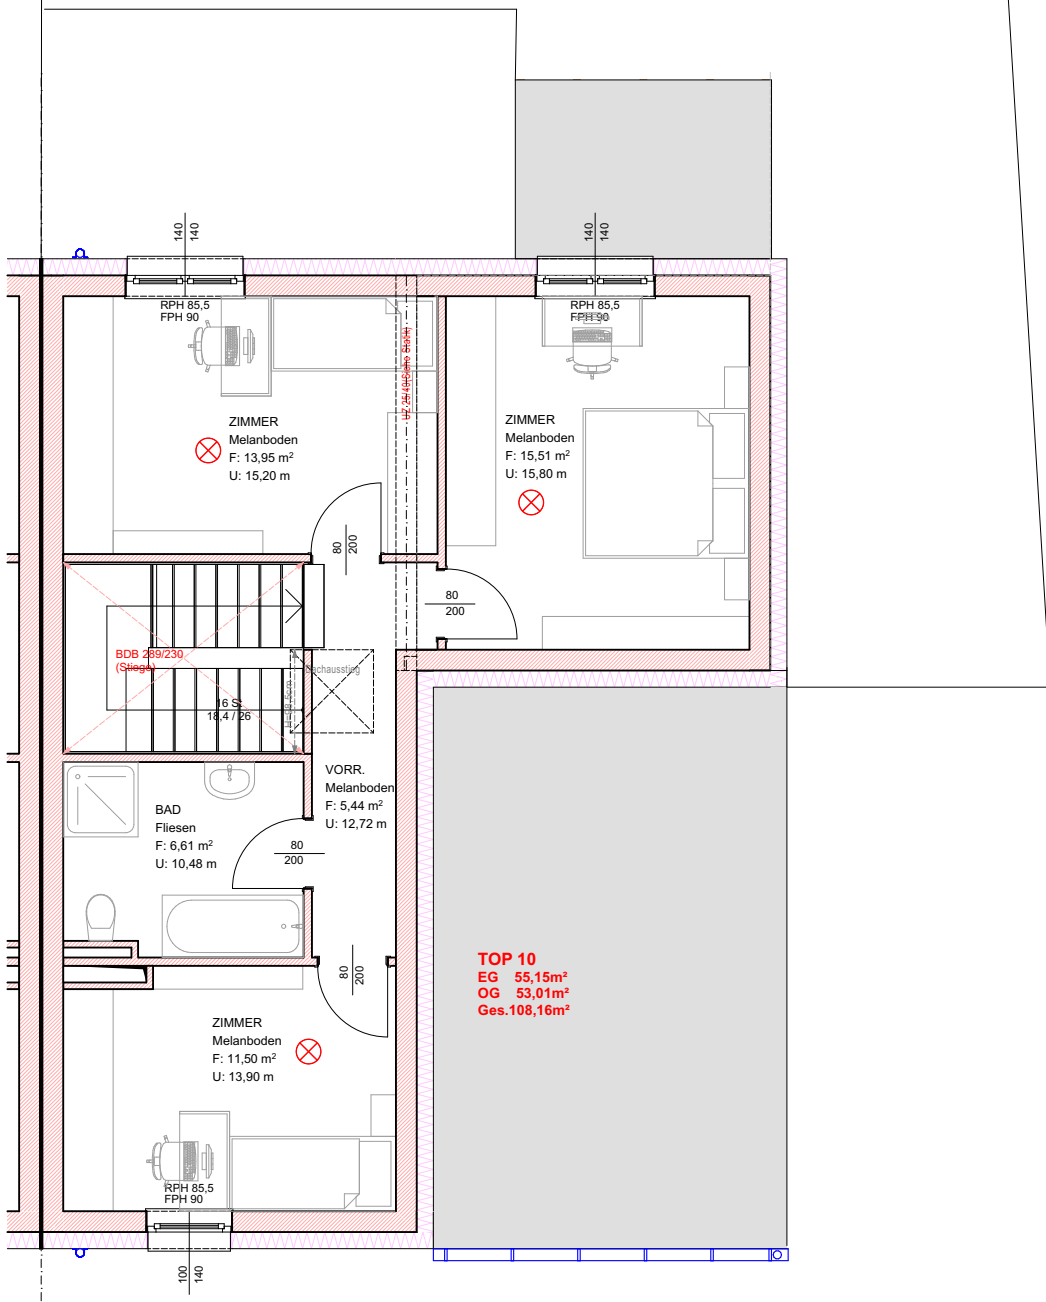 140
140
140
140
RPH 85,5
FPH 90
RPH 85,5
FPH 90
ZIMMER
Melanboden
F: 13,95 m²
U: 15,20 m
ZIMMER
Melanboden
F: 15,51 m²
U: 15,80 m
80
200
80
200
BDB 289/230
(Stiege)
16 S
18,4 / 26
VORR.
Melanboden
F: 5,44 m²
U: 12,72 m
BAD
Fliesen
F: 6,61 m²
U: 10,48 m
80
200
80
200
TOP 10
EG 55,15m²
OG 53,01m²
Ges.108,16m²
ZIMMER
Melanboden
F: 11,50 m²
U: 13,90 m
RPH 85,5
FPH 90
100
140